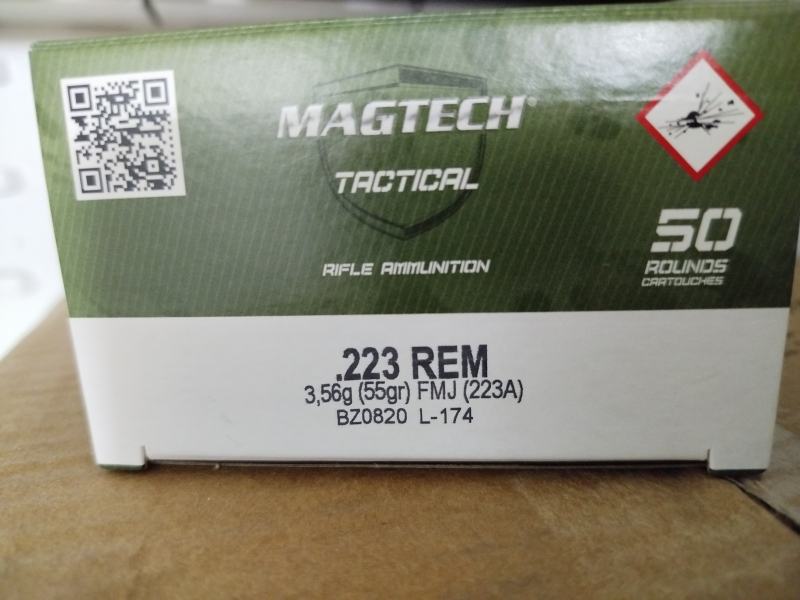 MAGTECH®
TACTICAL
RIFLE AMMUNITION
50
ROUNDS
CARTOUCHES
.223 REM
3,56g (55gr) FMJ (223A)
BZ0820 L-174